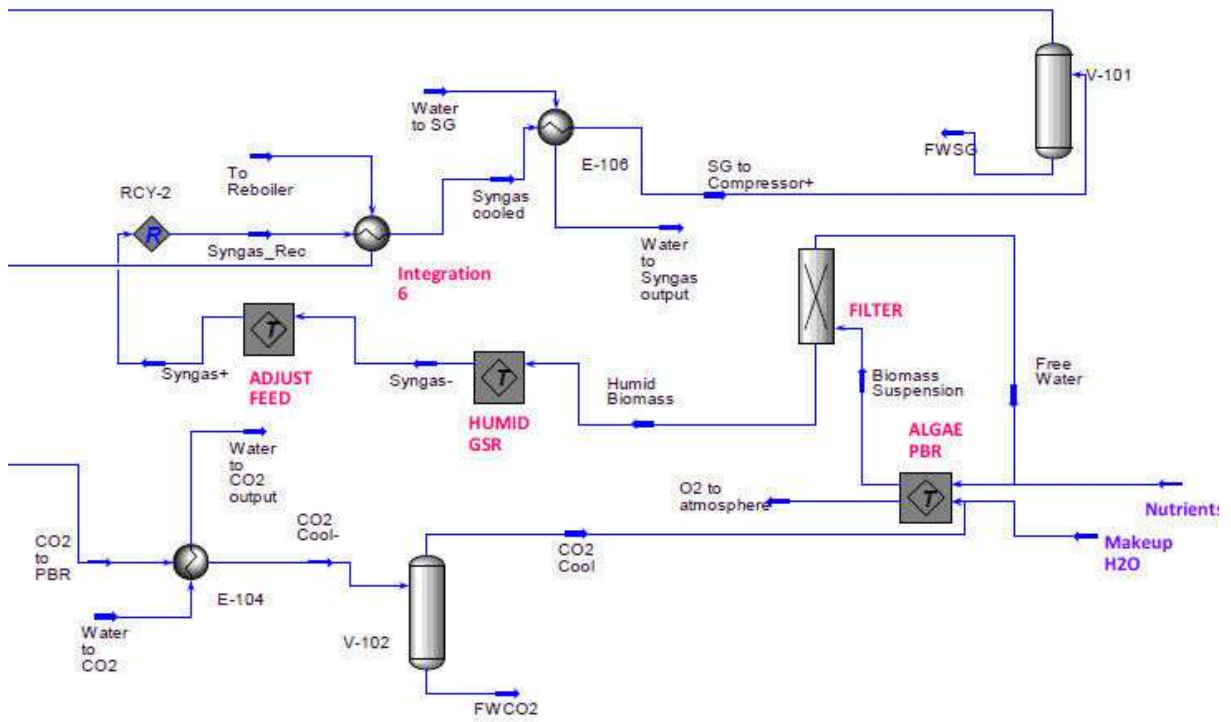 V-101
Water
to SG
FWSG
E-106
SG to
Compressor+
To
Reboiler
RCY-2
R
Syngas_Rec
Syngas
cooled
Water
to
Syngas
output
Integration
6
FILTER
T
Syngas+
ADJUST
FEED
Syngas-
T
HUMID
GSR
Humid
Biomass
Biomass
Suspension
Free
Water
ALGAE
PBR
Water
to CO2
output
O2 to
atmosphere
T
Nutrients
CO2
to
PBR
CO2
Cool-
CO2
Cool
Makeup
H2O
E-104
Water
to
CO2
V-102
FWCO2